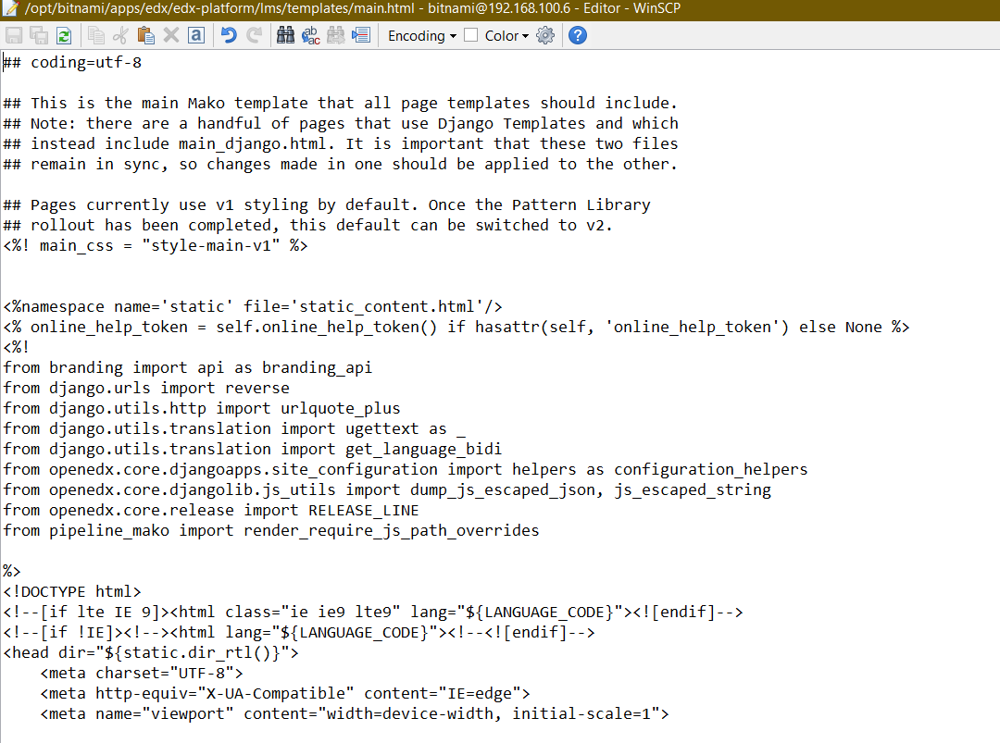 /opt/bitnami/apps/edx/edx-platform/lms/templates/main.html - bitnami@192.168.100.6 - Editor - WinSCP
Encoding Color
## coding=utf-8
## This is the main Mako template that all page templates should include.
## Note: there are a handful of pages that use Django Templates and which
## instead include main_django.html. It is important that these two files
## remain in sync, so changes made in one should be applied to the other.
## Pages currently use v1 styling by default. Once the Pattern Library
## rollout has been completed, this default can be switched to v2.
<%! main_css = "style-main-v1" %>
<%namespace name='static' file='static_content.html'/>
<% online_help_token = self.online_help_token() if hasattr(self, 'online_help_token') else None %>
<%!
from branding import api as branding_api
from django.urls import reverse
from django.utils.http import urlquote_plus
from django.utils.translation import ugettext as _
from django.utils.translation import get_language_bidi
from openedx.core.djangoapps.site_configuration import helpers as configuration_helpers
from openedx.core.djangolib.js_utils import dump_js_escaped_json, js_escaped_string
from openedx.core.release import RELEASE_LINE
from pipeline_mako import render_require_js_path_overrides
%>
<!DOCTYPE html>
<!--[if lte IE 9]><html class="ie ie9 lte9" lang="${LANGUAGE_CODE}"><![endif]-->
<!--[if !IE]><!--><html lang="${LANGUAGE_CODE}"><!--<![endif]-->
<head dir="${static.dir_rtl()}">
    <meta charset="UTF-8">
    <meta http-equiv="X-UA-Compatible" content="IE=edge">
    <meta name="viewport" content="width=device-width, initial-scale=1">